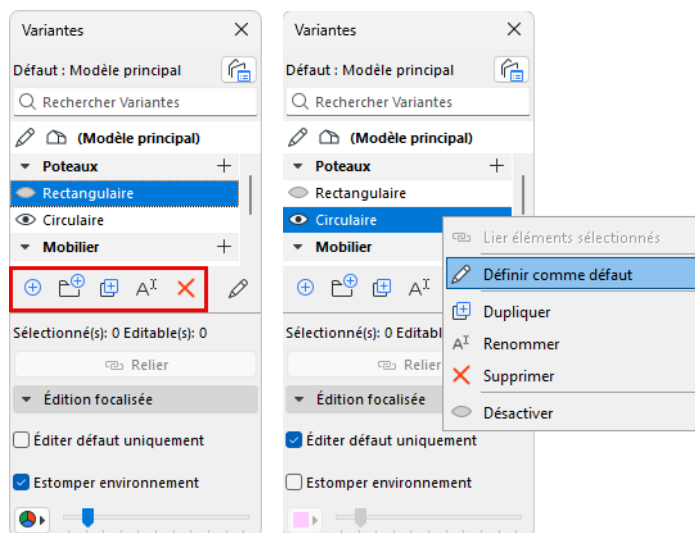 Variantes
Défaut : Modèle principal
Rechercher Variantes
(Modèle principal)
Poteaux
Rectangulaire
Circulaire
Mobilier
Sélectionné(s): 0 Editable(s): 0
Relier
Édition focalisée
Éditer défaut uniquement
Estomper environnement
Variantes
Défaut : Modèle principal
Rechercher Variantes
(Modèle principal)
Poteaux
Rectangulaire
Circulaire
Mobilier
Sélectionné(s): 0 Editabl
Relier
Édition focalisée
Éditer défaut uniquement
Estomper environnement
Lier éléments sélectionnés
Définir comme défaut
Dupliquer
Renommer
Supprimer
Désactiver